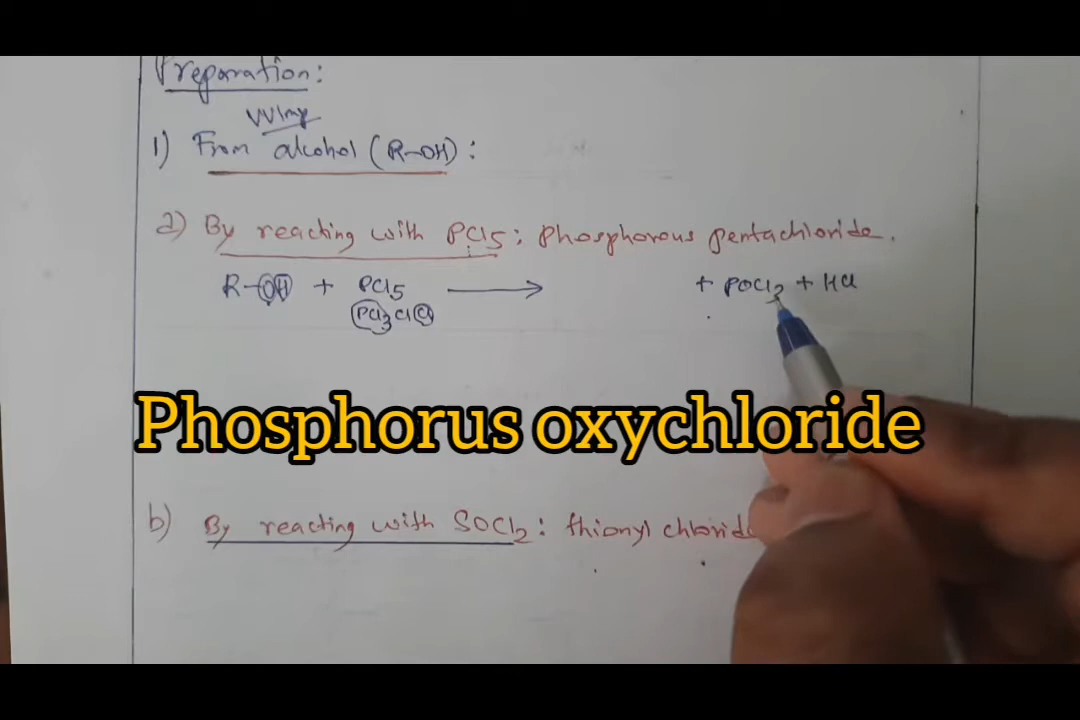 Preparation:
VVImp
1) From alcohol (R-OH):
a) By reacting with PCl5: Phosphorous pentachloride.
R-OH + PCl5 ⟶ + POCl3 + HCl
PCl3 Cl Cl
Phosphorus oxychloride
b) By reacting with SOCl2: thionyl chloride